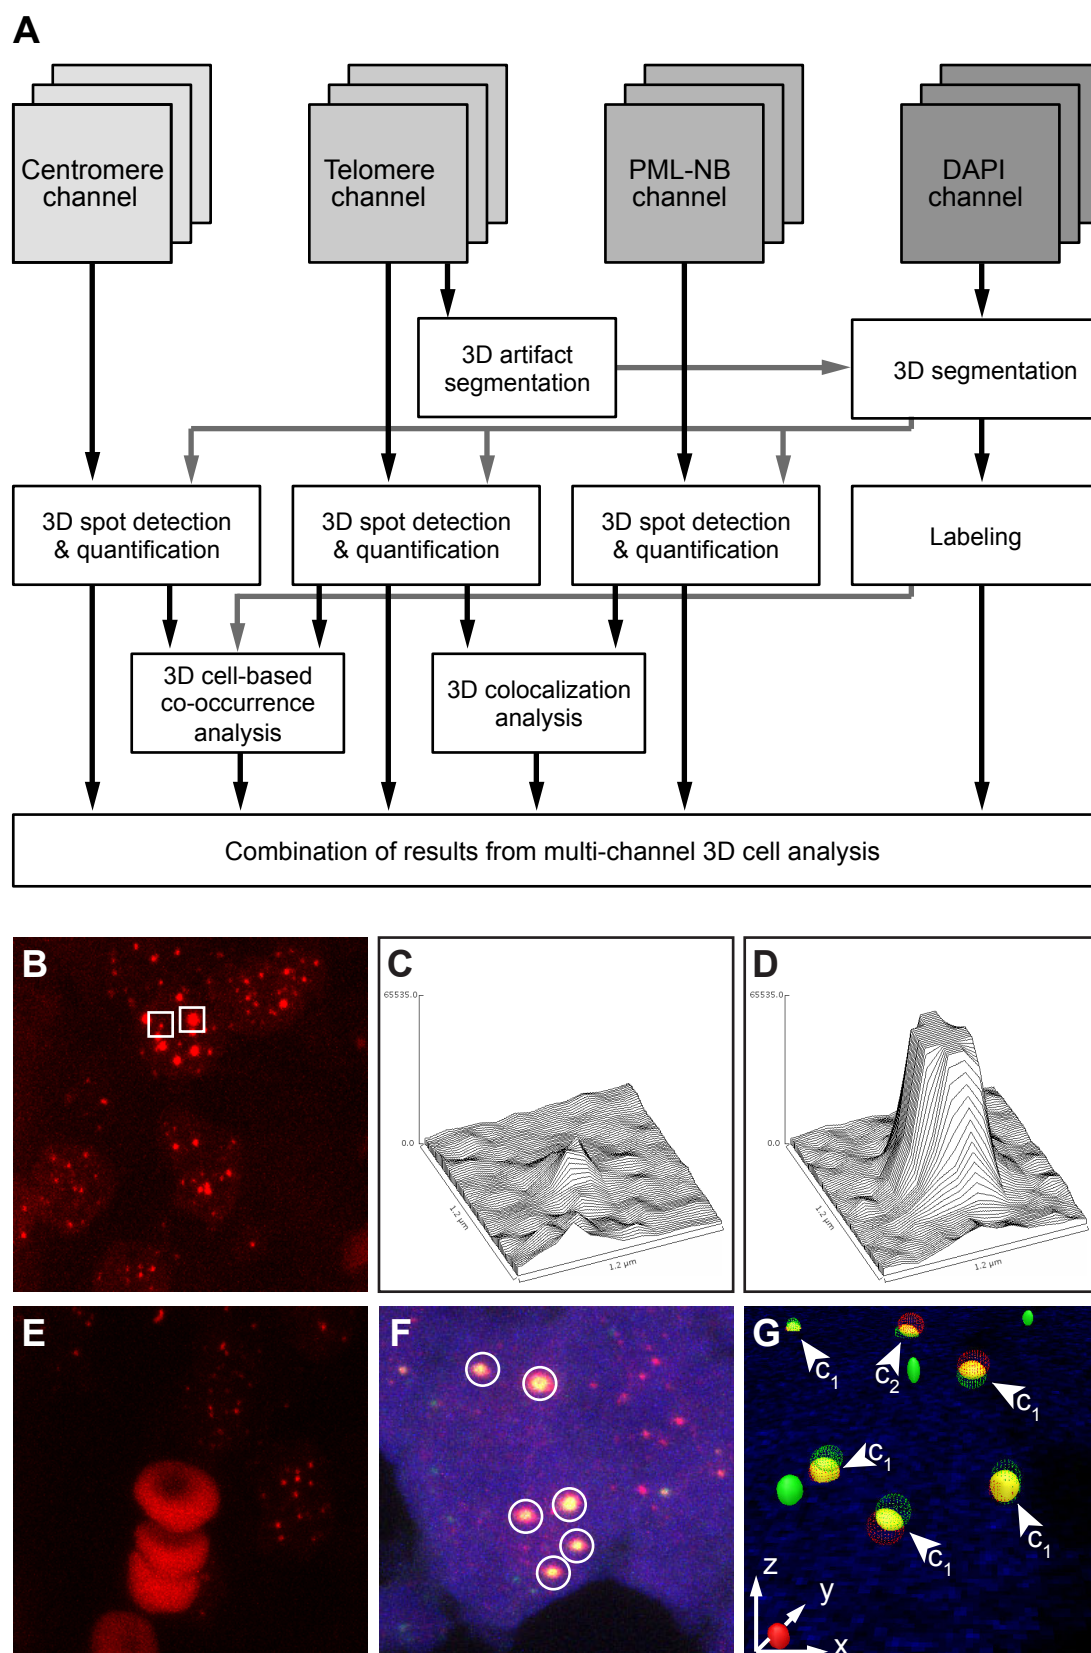 A
Centromere
channel
Telomere
channel
PML-NB
channel
DAPI
channel
3D artifact
segmentation
3D segmentation
3D spot detection
& quantification
3D spot detection
& quantification
3D spot detection
& quantification
Labeling
3D cell-based
co-occurrence
analysis
3D colocalization
analysis
Combination of results from multi-channel 3D cell analysis
B
C
65535.0
0.0
1.2 μm
1.2 μm
D
65535.0
0.0
1.2 μm
1.2 μm
E
F
G
c1
c2
c1
c1
c1
c1
z
y
x